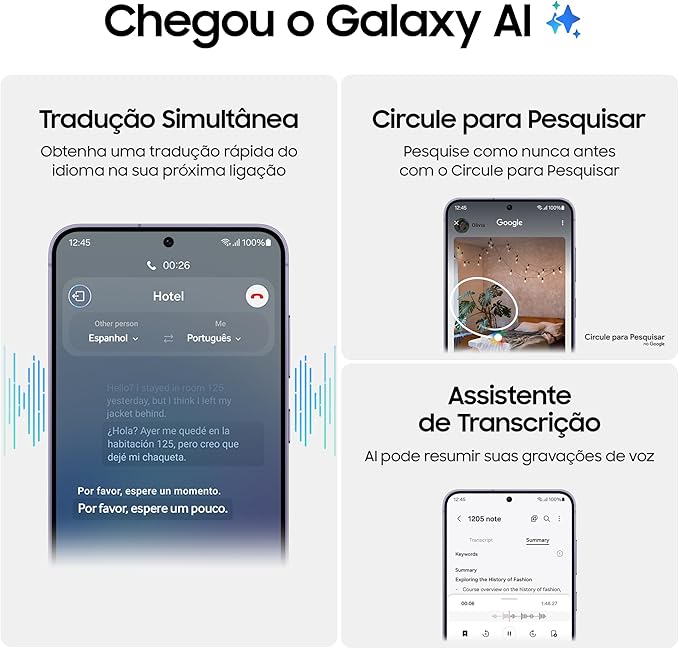 Chegou o Galaxy AI
Tradução Simultânea
Obtenha uma tradução rápida do
idioma na sua próxima ligação
12:45
100%
00:26
Hotel
Other person
Me
Espanhol
Português
Hello? I stayed in room 125
yesterday, but I think I left my
jacket behind.
¿Hola? Ayer me quedé en la
habitación 125, pero creo que
dejé mi chaqueta.
Por favor, espere un momento.
Por favor, espere um pouco.
Circule para Pesquisar
Pesquise como nunca antes
com o Circule para Pesquisar
12:45
100%
Olivia
Google
Circule para Pesquisar
no Google
Assistente
de Transcrição
AI pode resumir suas gravações de voz
12:45
100%
1205 note
Transcript
Summary
Keywords
Summary
Exploring the History of Fashion
- Course overview on the history of fashion,
00:06
1:48:27